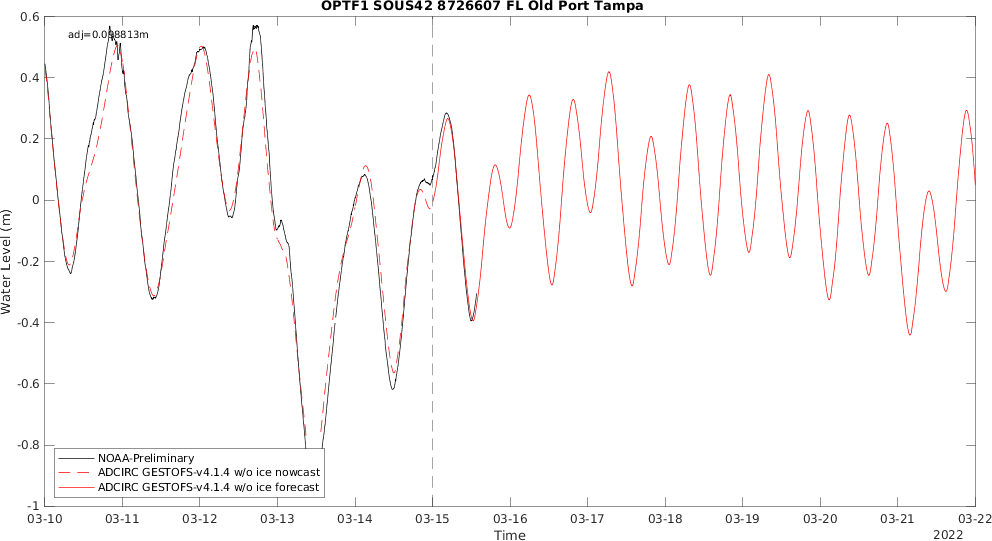 OPTF1 SOUS42 8726607 FL Old Port Tampa
adj=0.098813m
0.6
0.4
0.2
0
-0.2
-0.4
-0.6
-0.8
-1
Water Level (m)
NOAA-Preliminary
ADCIRC GESTOFS-v4.1.4 w/o ice nowcast
ADCIRC GESTOFS-v4.1.4 w/o ice forecast
03-10 03-11 03-12 03-13 03-14 03-15 03-16 03-17 03-18 03-19 03-20 03-21 03-22
Time
2022